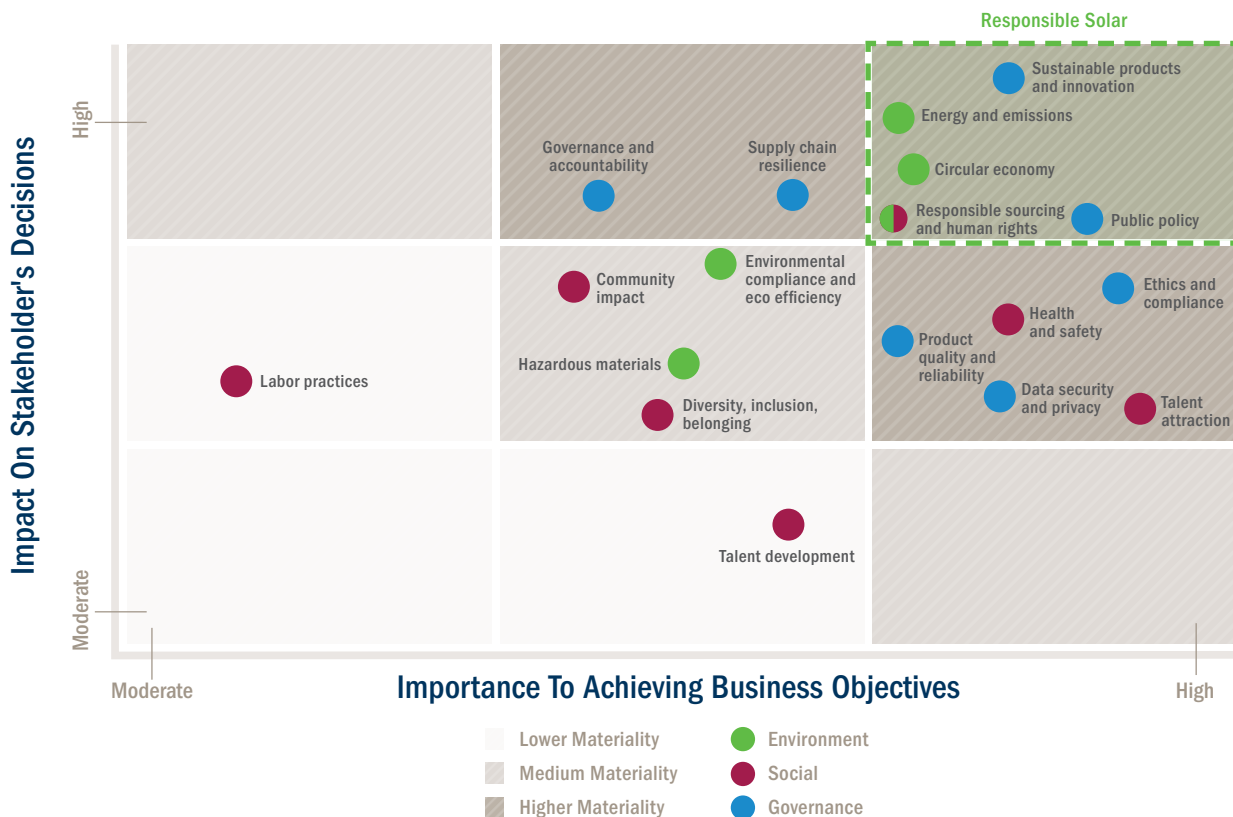 Responsible Solar
Impact On Stakeholder's Decisions
High
Moderate
Sustainable products
and innovation
Energy and emissions
Circular economy
Responsible sourcing
and human rights
Public policy
Governance and
accountability
Supply chain
resilience
Community
impact
Environmental
compliance and
eco efficiency
Hazardous materials
Diversity, inclusion,
belonging
Ethics and
compliance
Health
and safety
Product
quality and
reliability
Data security
and privacy
Talent
attraction
Labor practices
Talent development
Moderate
Importance To Achieving Business Objectives
High
Lower Materiality
Medium Materiality
Higher Materiality
Environment
Social
Governance